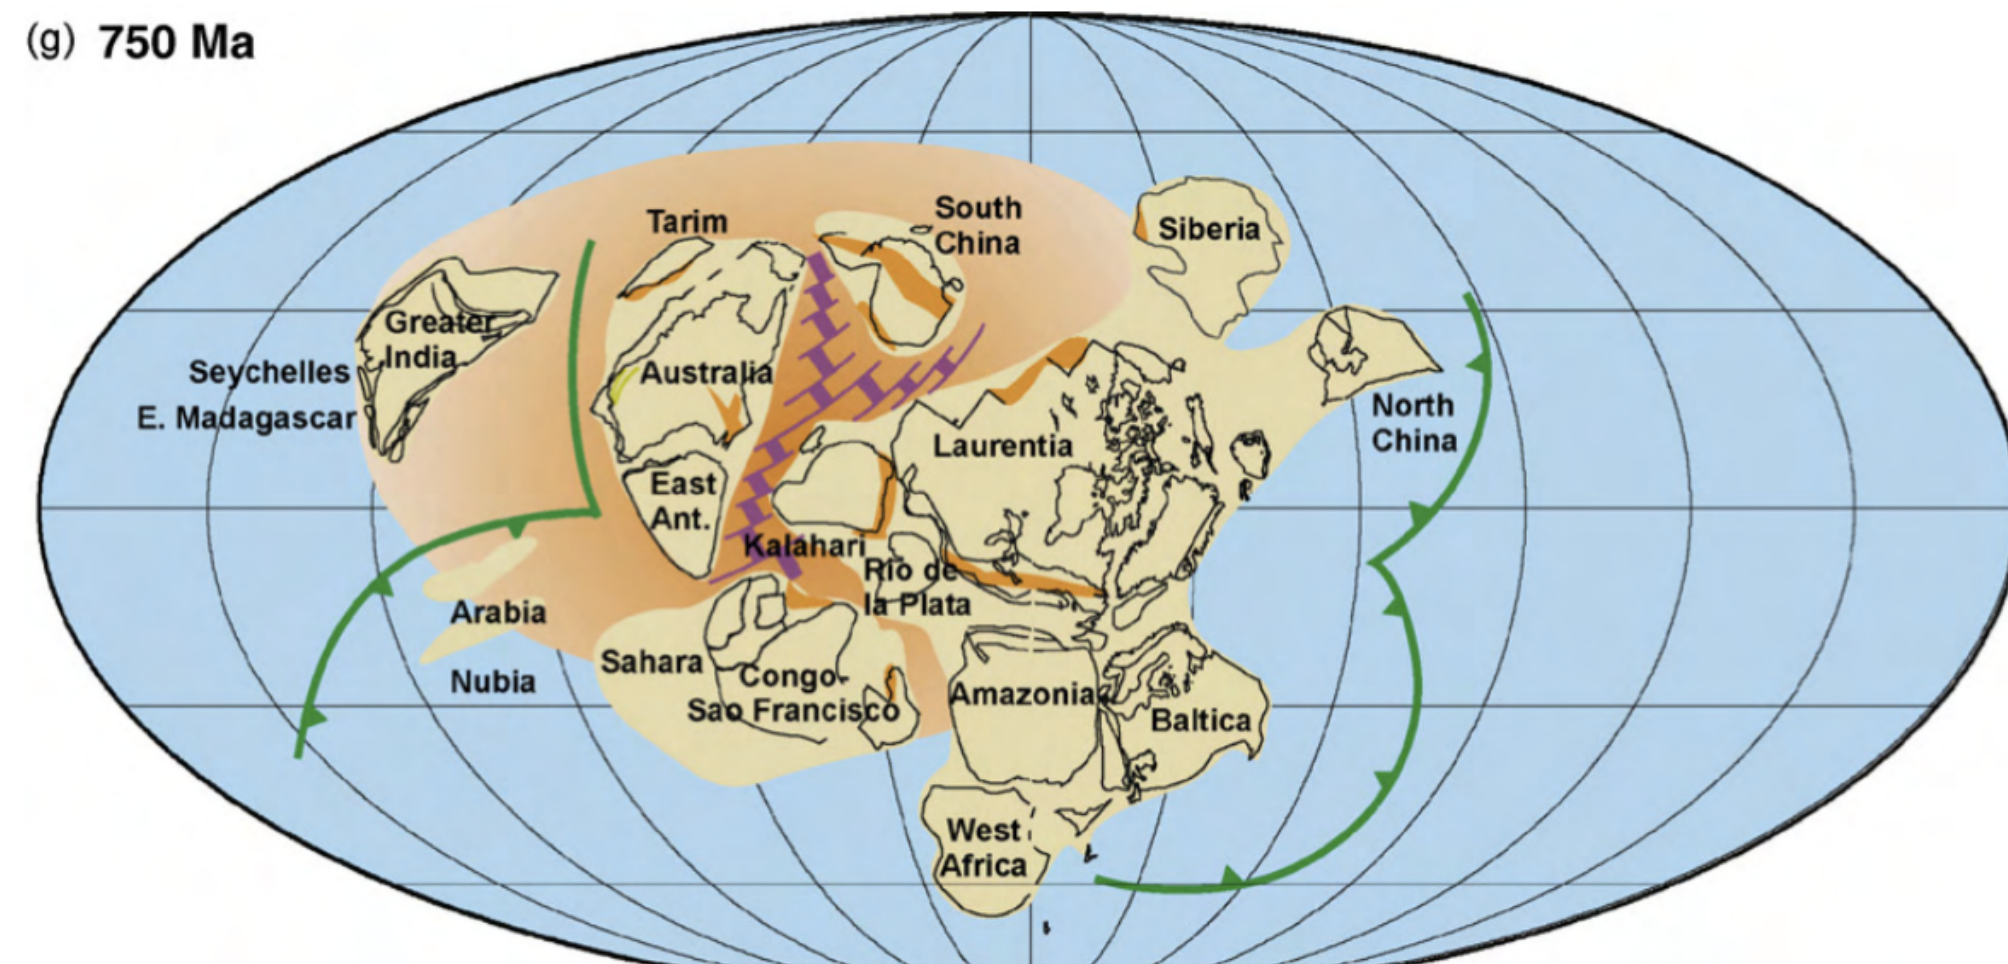 (g) 750 Ma
Tarim
South
China
Siberia
Greater
India
Seychelles
E. Madagascar
Australia
North
China
Laurentia
East
Ant.
Kalahari
Rio de
la Plata
Arabia
Nubia
Sahara
Congo-
Sao Francisco
Amazonia
Baltica
West
Africa